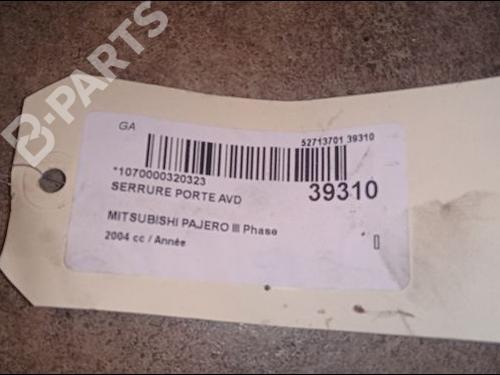 B-PARTS
GA
52713701 39310
*1070000320323
SERRURE PORTE AVD
39310
MITSUBISHI PAJERO III Phase
2004 cc / Année